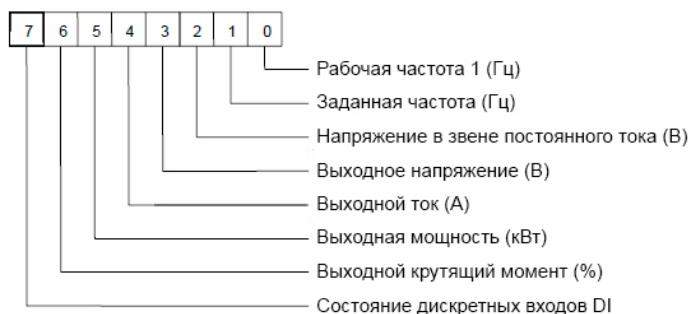 7 6 5 4 3 2 1 0
Рабочая частота 1 (Гц)
Заданная частота (Гц)
Напряжение в звене постоянного тока (В)
Выходное напряжение (В)
Выходной ток (А)
Выходная мощность (кВт)
Выходной крутящий момент (%)
Состояние дискретных входов DI